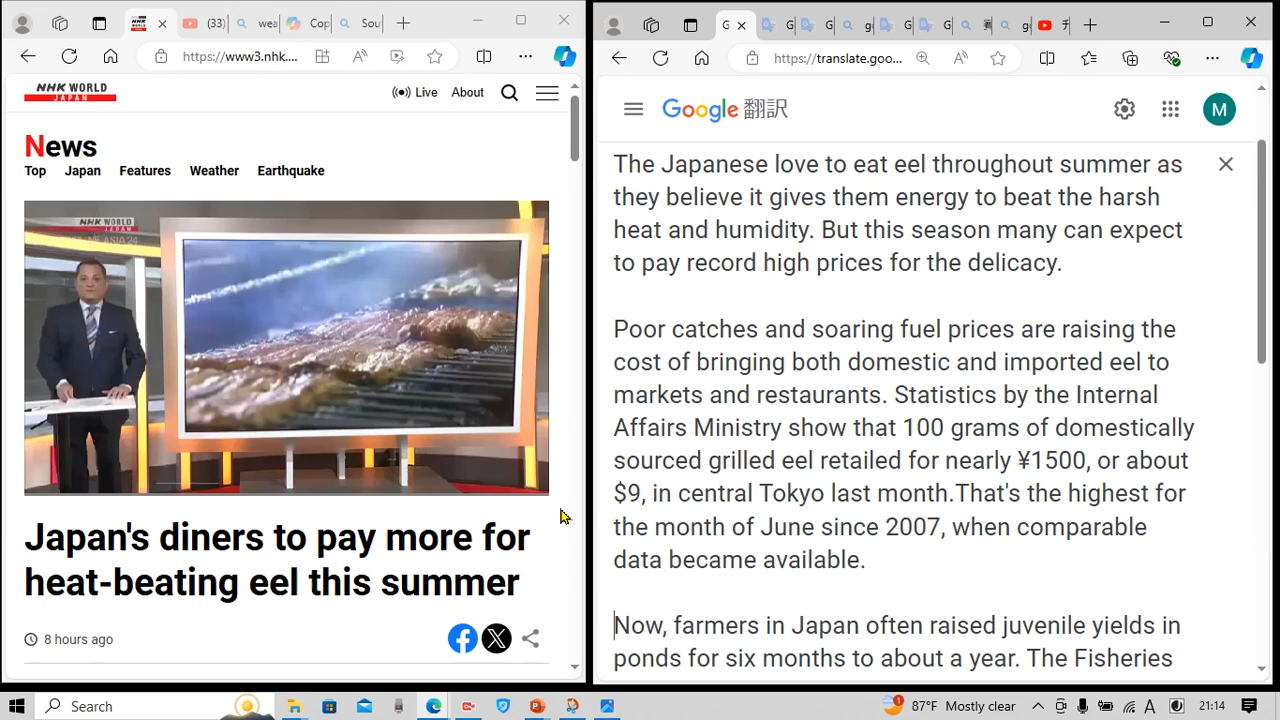 (33)
wea
Cop
Sou
https://www3.nhk....
NHK WORLD
JAPAN
Live
About
News
Top
Japan
Features
Weather
Earthquake
NHK WORLD
Japan's diners to pay more for
heat-beating eel this summer
8 hours ago
G
G
G
g
G
G
g
https://translate.goo...
Google 翻訳
M
The Japanese love to eat eel throughout summer as
they believe it gives them energy to beat the harsh
heat and humidity. But this season many can expect
to pay record high prices for the delicacy.
Poor catches and soaring fuel prices are raising the
cost of bringing both domestic and imported eel to
markets and restaurants. Statistics by the Internal
Affairs Ministry show that 100 grams of domestically
sourced grilled eel retailed for nearly ¥1500, or about
$9, in central Tokyo last month.That's the highest for
the month of June since 2007, when comparable
data became available.
Now, farmers in Japan often raised juvenile yields in
ponds for six months to about a year. The Fisheries
Search
1
87°F Mostly clear
A
21:14